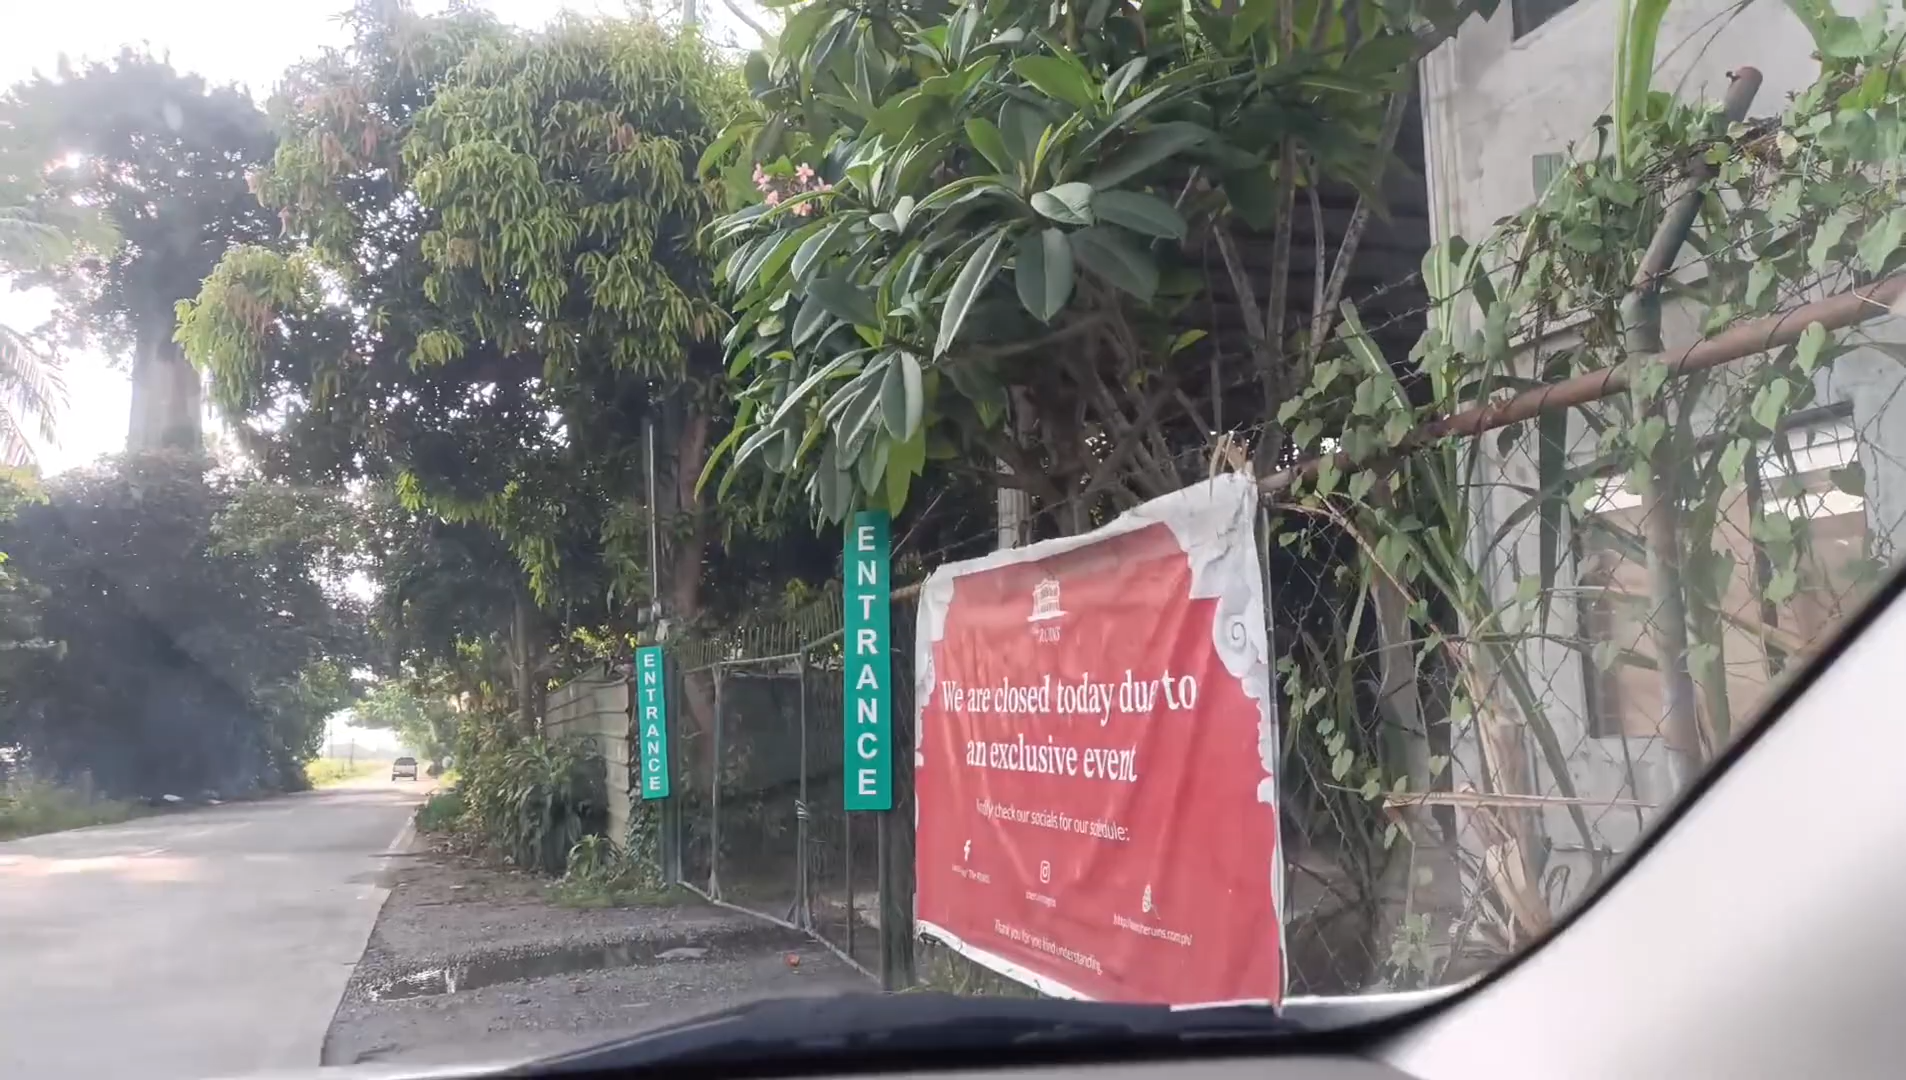 ENTRANCE
ENTRANCE
The RUINS
We are closed today due to
an exclusive event
Kindly check our socials for our schedule:
Thank you for you kind understanding.